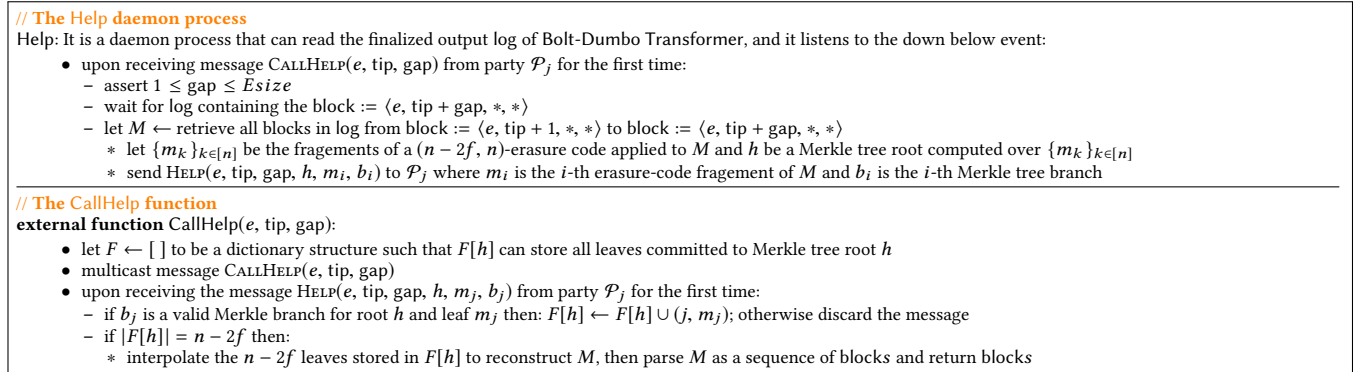 // The Help daemon process
Help: It is a daemon process that can read the finalized output log of Bolt-Dumbo Transformer, and it listens to the down below event:
• upon receiving message CALLHELP(e, tip, gap) from party 𝒫ⱼ for the first time:
– assert 1 ≤ gap ≤ Esize
– wait for log containing the block := ⟨e, tip + gap, ∗, ∗⟩
– let M ← retrieve all blocks in log from block := ⟨e, tip + 1, ∗, ∗⟩ to block := ⟨e, tip + gap, ∗, ∗⟩
∗ let {mₖ}ₖ∈[n] be the fragements of a (n − 2f, n)-erasure code applied to M and h be a Merkle tree root computed over {mₖ}ₖ∈[n]
∗ send HELP(e, tip, gap, h, mᵢ, bᵢ) to 𝒫ⱼ where mᵢ is the i-th erasure-code fragement of M and bᵢ is the i-th Merkle tree branch
// The CallHelp function
external function CallHelp(e, tip, gap):
• let F ← [ ] to be a dictionary structure such that F[h] can store all leaves committed to Merkle tree root h
• multicast message CALLHELP(e, tip, gap)
• upon receiving the message HELP(e, tip, gap, h, mⱼ, bⱼ) from party 𝒫ⱼ for the first time:
– if bⱼ is a valid Merkle branch for root h and leaf mⱼ then: F[h] ← F[h] ∪ (j, mⱼ); otherwise discard the message
– if |F[h]| = n − 2f then:
∗ interpolate the n − 2f leaves stored in F[h] to reconstruct M, then parse M as a sequence of blocks and return blocks